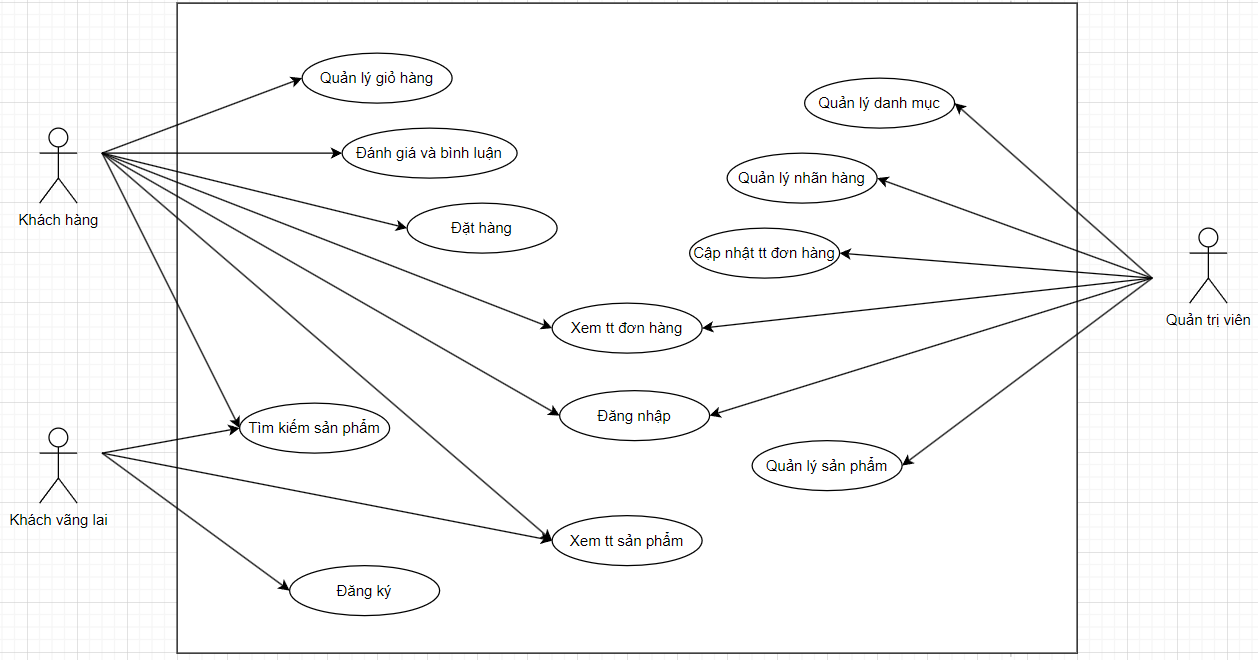 Quản lý giỏ hàng
Quản lý danh mục
Đánh giá và bình luận
Quản lý nhãn hàng
Khách hàng
Đặt hàng
Cập nhật tt đơn hàng
Quản trị viên
Xem tt đơn hàng
Đăng nhập
Tìm kiếm sản phẩm
Quản lý sản phẩm
Khách vãng lai
Xem tt sản phẩm
Đăng ký